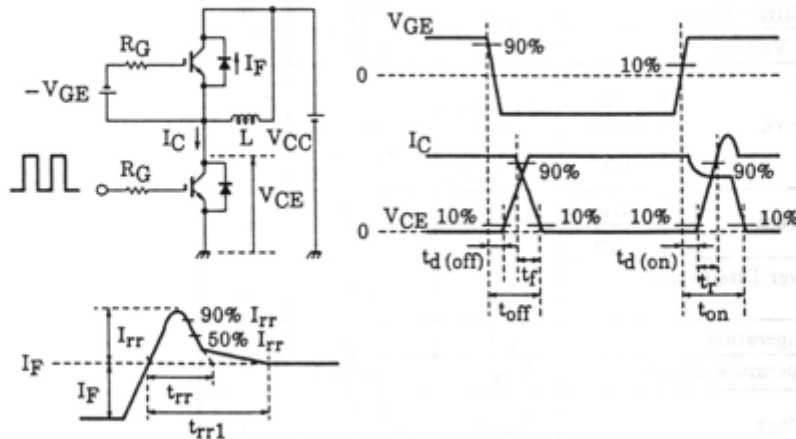 R_G
I_F
-V_GE
I_C
L
V_CC
R_G
V_CE
V_GE
90%
10%
0
I_C
90%
90%
V_CE
10%
10%
10%
10%
0
t_d (off)
t_f
t_d (on)
t_r
t_off
t_on
90% I_rr
I_rr
50% I_rr
I_F
I_F
t_rr
t_rr1